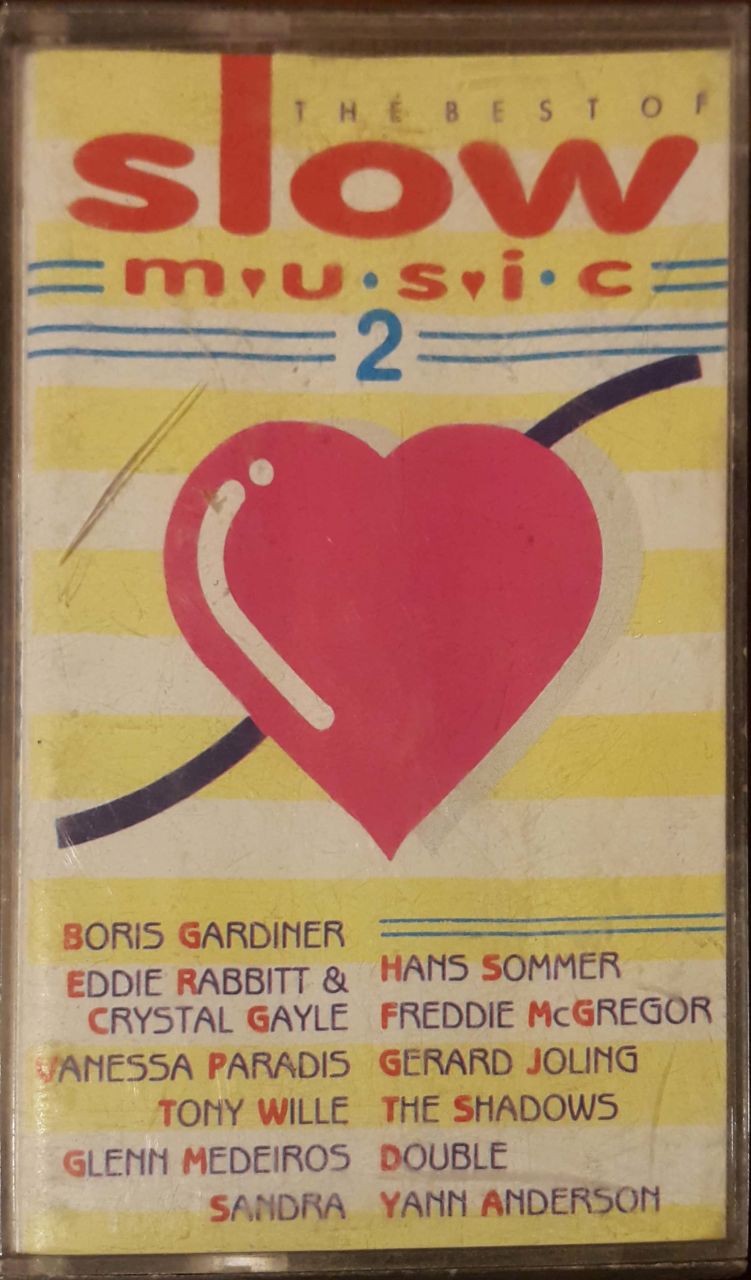 THE BEST OF
slow
music
2
BORIS GARDINER
EDDIE RABBITT &
CRYSTAL GAYLE
VANESSA PARADIS
TONY WILLE
GLENN MEDEIROS
SANDRA
HANS SOMMER
FREDDIE McGREGOR
GERARD JOLING
THE SHADOWS
DOUBLE
YANN ANDERSON